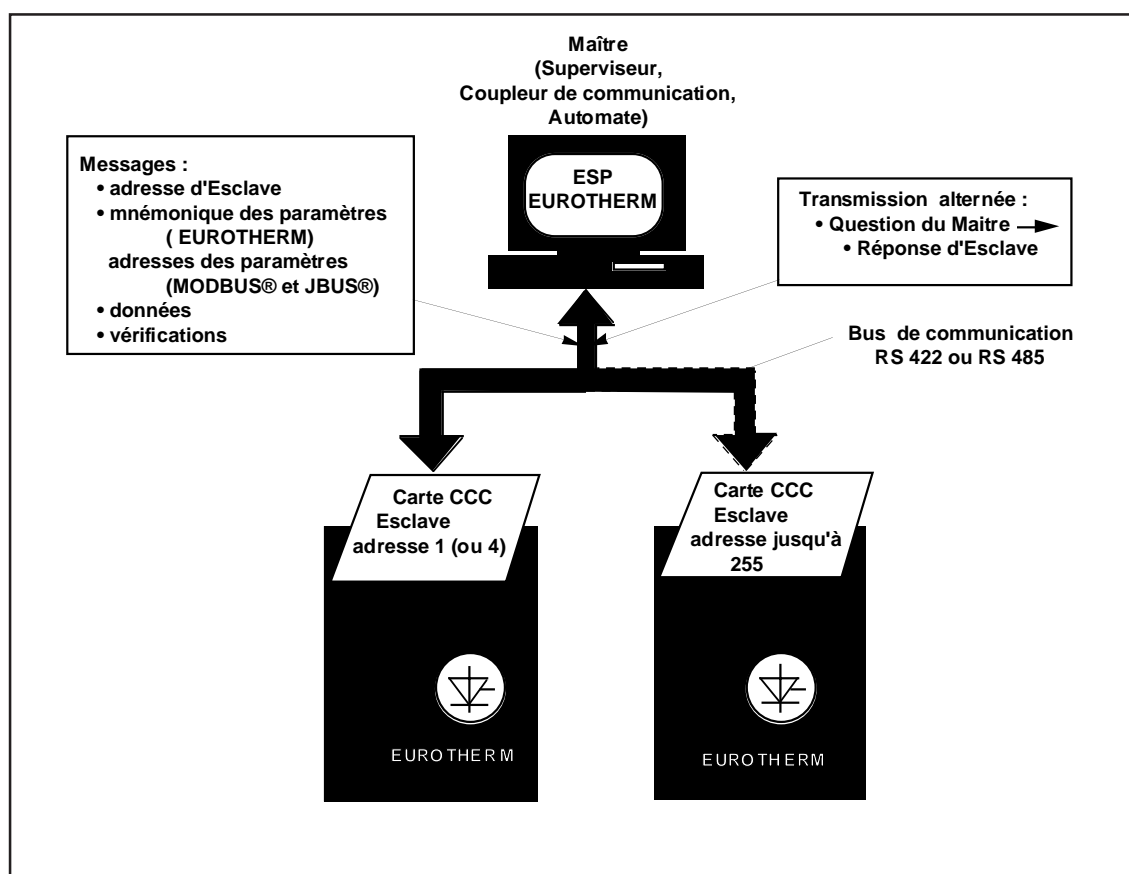 Maître
(Superviseur,
Coupleur de communication,
Automate)
ESP
EUROTHERM
Messages :
• adresse d'Esclave
• mnémonique des paramètres
( EUROTHERM)
adresses des paramètres
(MODBUS® et JBUS®)
• données
• vérifications
Transmission alternée :
• Question du Maitre
• Réponse d'Esclave
Bus de communication
RS 422 ou RS 485
Carte CCC
Esclave
adresse 1 (ou 4)
EUROTHERM
Carte CCC
Esclave
adresse jusqu'à
255
EUROTHERM